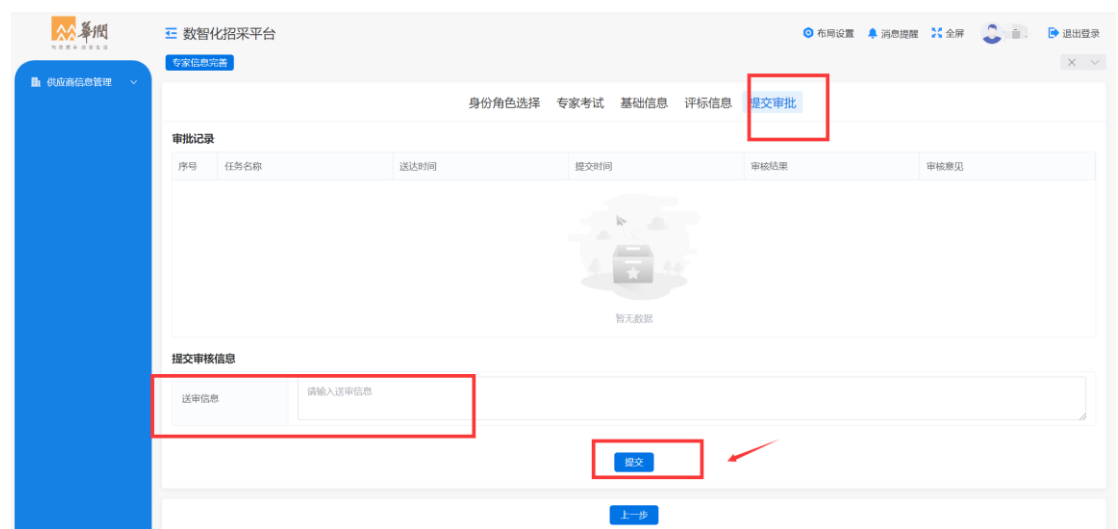 華潤
数智化招采平台
布局设置 消息提醒 全屏 退出登录
专家信息完善
供应商信息管理
身份角色选择 专家考试 基础信息 评标信息 提交审批
审批记录
序号 任务名称 送达时间 提交时间 审核结果 审核意见
暂无数据
提交审核信息
送审信息 请输入送审信息
提交
上一步